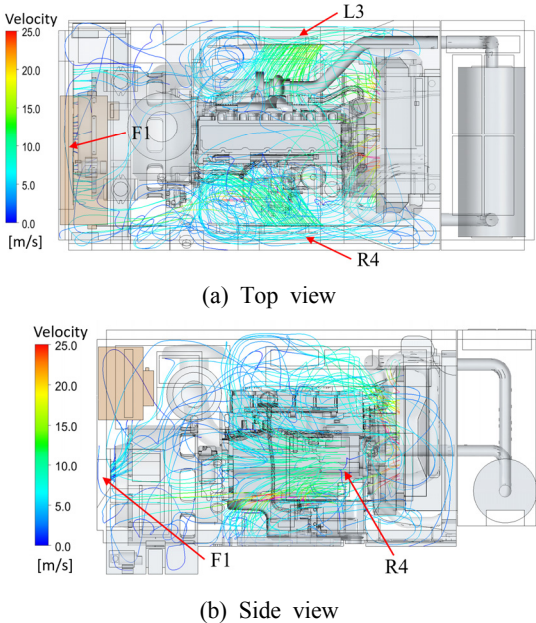 Velocity
25.0
20.0
15.0
10.0
5.0
0.0
[m/s]
L3
F1
R4
(a) Top view
Velocity
25.0
20.0
15.0
10.0
5.0
0.0
[m/s]
F1
R4
(b) Side view